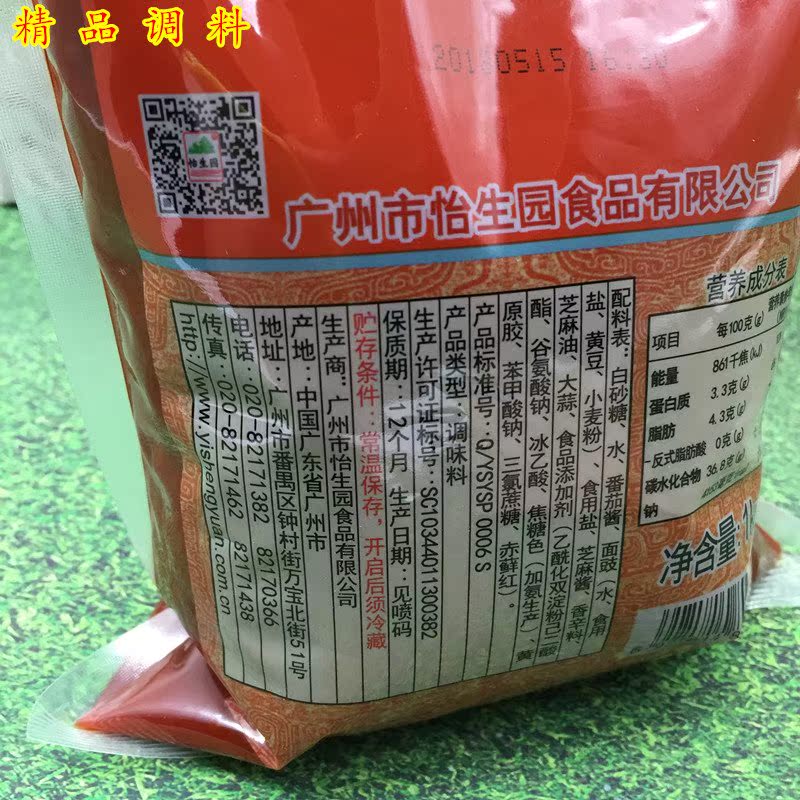 精品调料
20180515 16:30
怡生园
广州市怡生园食品有限公司
营养成分表
项目 每100克(g)
能量 861千焦(kJ)
蛋白质 3.3克(g)
脂肪 4.3克(g)
-反式脂肪酸 0克(g)
碳水化合物 36.8克(g)
钠
净含量:1
配料表:白砂糖、水、番茄酱、面豉(水、食用
盐、黄豆、小麦粉)、食用盐、芝麻酱、香辛料、
芝麻油、大蒜、食品添加剂(乙酰化双淀粉己二酸
酯、谷氨酸钠、冰乙酸、焦糖色(加氨生产)、黄
原胶、苯甲酸钠、三氯蔗糖、赤鲜红)。
产品标准号:Q/YSYSP 0006 S
产品类型:调味料
生产许可证标号:SC10344011300382
保质期:12个月 生产日期:见喷码
贮存条件:常温保存,开启后须冷藏
生产商:广州市怡生园食品有限公司
产地:中国广东省广州市
地址:广州市番禺区钟村街万宝北街51号
电话:020-82171382 82170366
传真:020-82171462 82171438
http://www.yishengyuan.com.cn